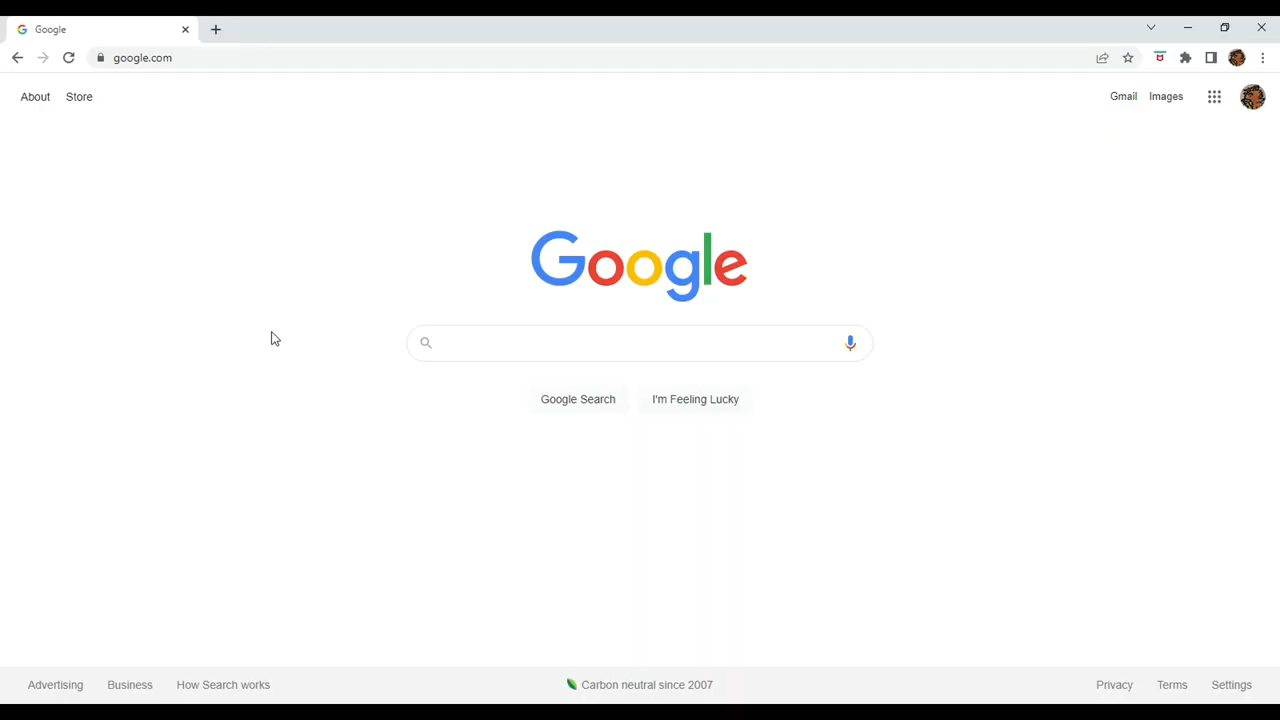 Google
google.com
About Store
Gmail Images
Google
Google Search I'm Feeling Lucky
Advertising Business How Search works
Carbon neutral since 2007
Privacy Terms Settings